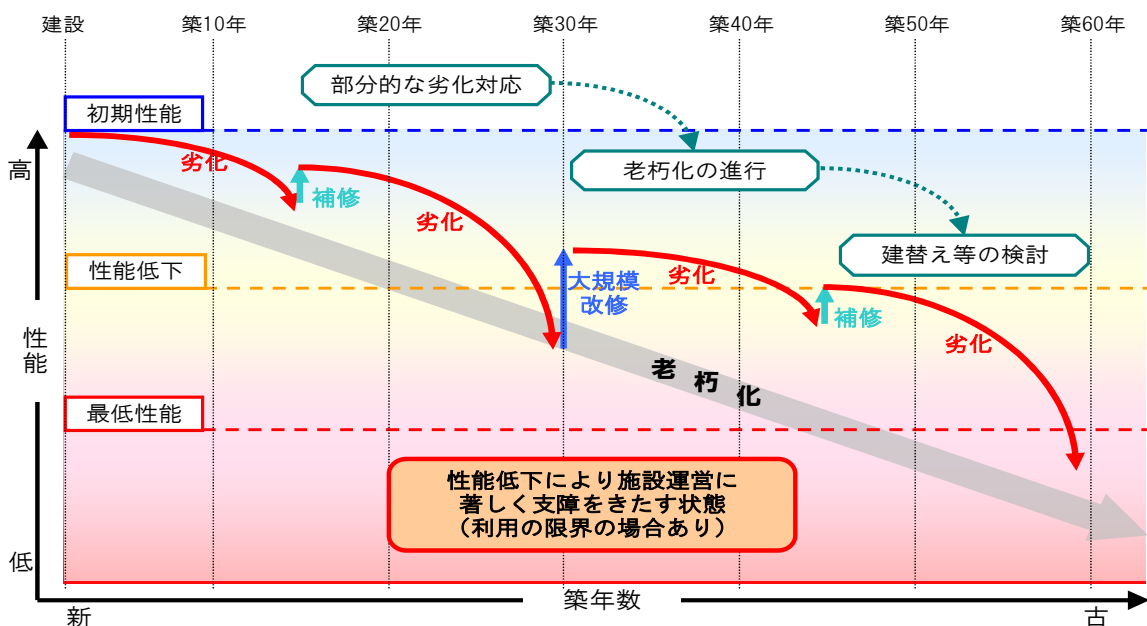 建設
築10年
築20年
築30年
築40年
築50年
築60年
部分的な劣化対応
初期性能
高
劣化
補修
老朽化の進行
劣化
建替え等の検討
性能低下
劣化
大規模
改修
補修
劣化
性能
老朽化
最低性能
性能低下により施設運営に
著しく支障をきたす状態
（利用の限界の場合あり）
低
築年数
新
古